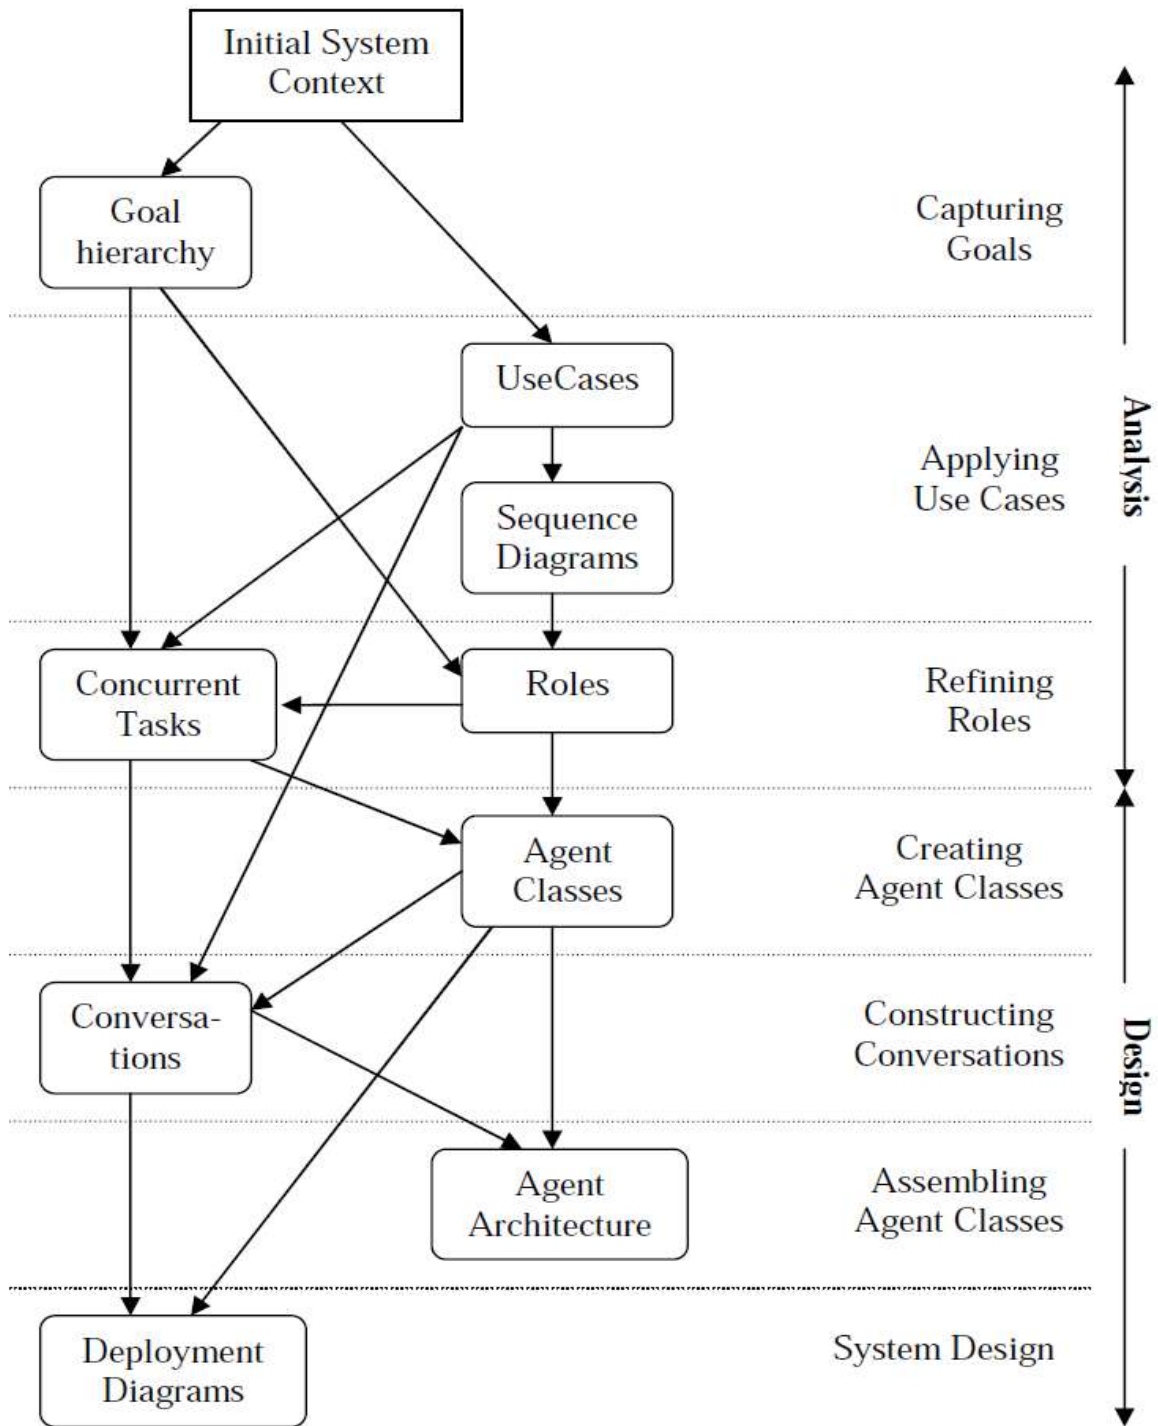 Initial System
Context
Goal
hierarchy
Capturing
Goals
UseCases
Applying
Use Cases
Sequence
Diagrams
Analysis
Concurrent
Tasks
Roles
Refining
Roles
Agent
Classes
Creating
Agent Classes
Conversa-
tions
Constructing
Conversations
Design
Agent
Architecture
Assembling
Agent Classes
Deployment
Diagrams
System Design